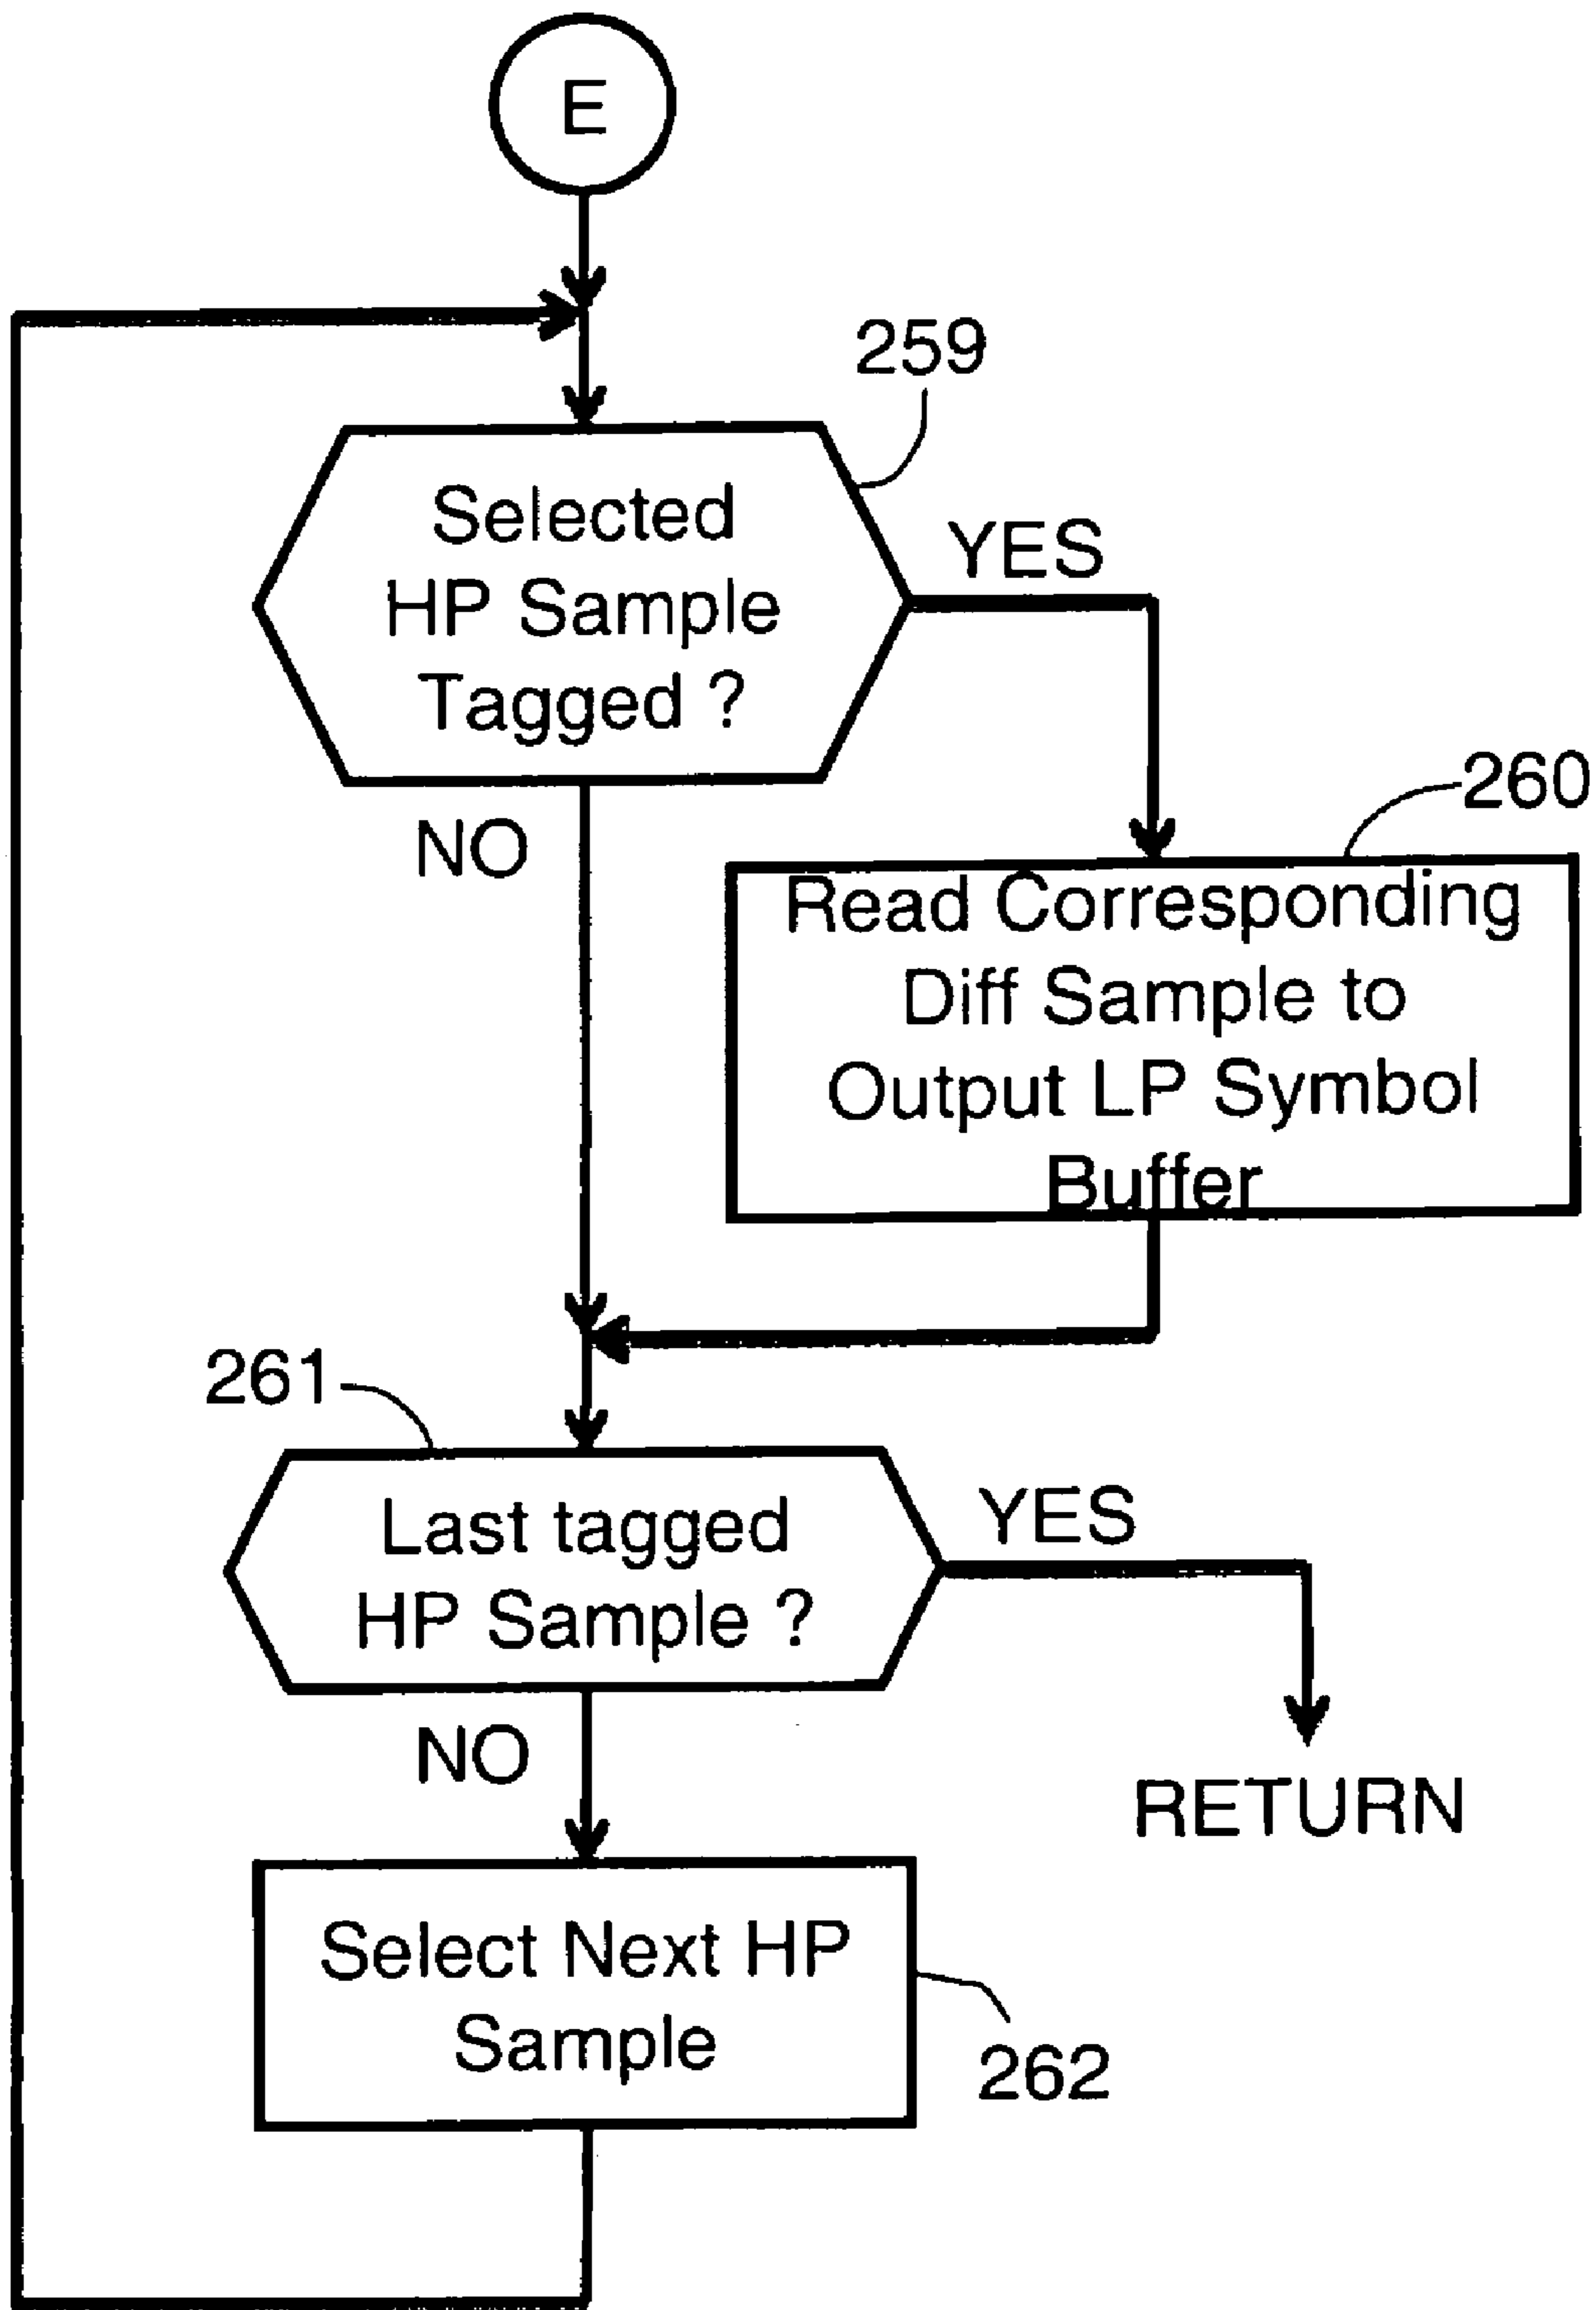 E
259
Selected
HP Sample
Tagged ?
YES
NO
260
Read Corresponding
Diff Sample to
Output LP Symbol
Buffer
261
Last tagged
HP Sample ?
YES
NO
RETURN
Select Next HP
Sample
262